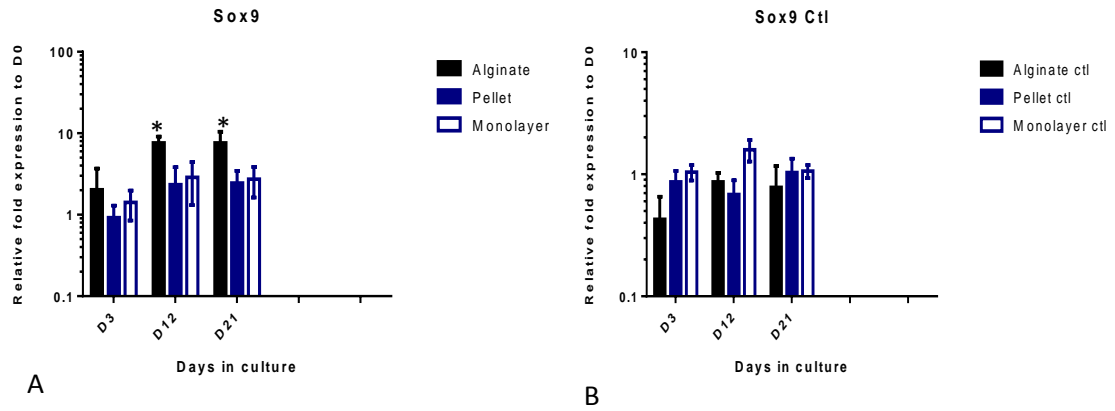 Sox9
Relative fold expression to D0
100
10
1
0.1
* *
D3 D12 D21
Days in culture
Alginate
Pellet
Monolayer
A
Sox9 Ctl
Relative fold expression to D0
10
1
0.1
D3 D12 D21
Days in culture
Alginate ctl
Pellet ctl
Monolayer ctl
B